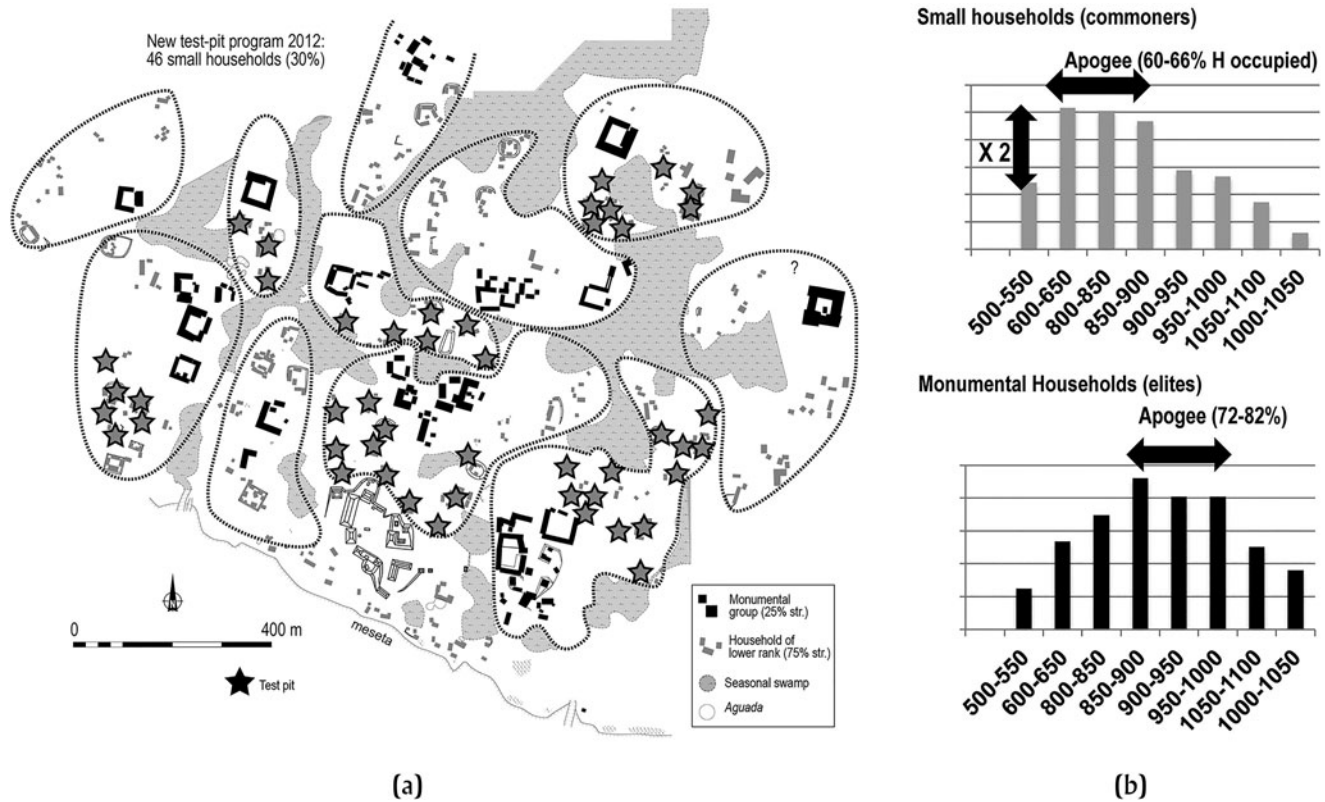 New test-pit program 2012:
46 small households (30%)
?
N
0 400 m
meseta
Test pit
Monumental
group (25% str.)
Household of
lower rank (75% str.)
Seasonal swamp
Aguada
(a)
Small households (commoners)
Apogee (60-66% H occupied)
X 2
500-550
600-650
800-850
850-900
900-950
950-1000
1050-1100
1000-1050
Monumental Households (elites)
Apogee (72-82%)
500-550
600-650
800-850
850-900
900-950
950-1000
1050-1100
1000-1050
(b)